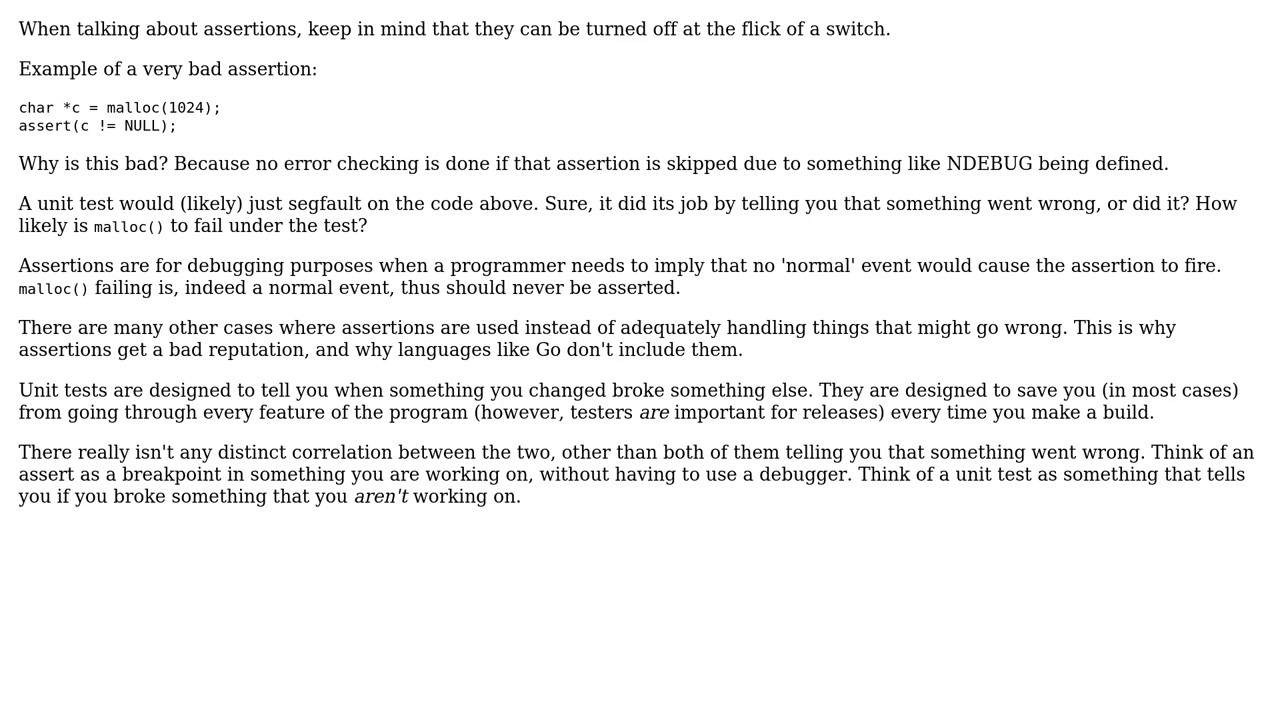 When talking about assertions, keep in mind that they can be turned off at the flick of a switch.
Example of a very bad assertion:
char *c = malloc(1024);
assert(c != NULL);
Why is this bad? Because no error checking is done if that assertion is skipped due to something like NDEBUG being defined.
A unit test would (likely) just segfault on the code above. Sure, it did its job by telling you that something went wrong, or did it? How
likely is malloc() to fail under the test?
Assertions are for debugging purposes when a programmer needs to imply that no 'normal' event would cause the assertion to fire.
malloc() failing is, indeed a normal event, thus should never be asserted.
There are many other cases where assertions are used instead of adequately handling things that might go wrong. This is why
assertions get a bad reputation, and why languages like Go don't include them.
Unit tests are designed to tell you when something you changed broke something else. They are designed to save you (in most cases)
from going through every feature of the program (however, testers are important for releases) every time you make a build.
There really isn't any distinct correlation between the two, other than both of them telling you that something went wrong. Think of an
assert as a breakpoint in something you are working on, without having to use a debugger. Think of a unit test as something that tells
you if you broke something that you aren't working on.